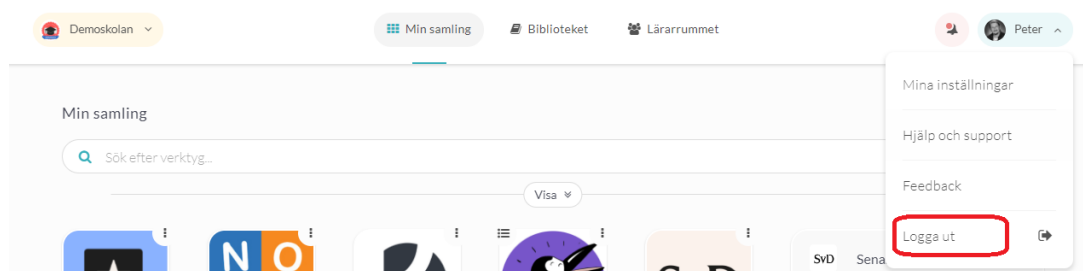 Demoskolan
Min samling
Biblioteket
Lärarrummet
Peter
Mina inställningar
Hjälp och support
Feedback
Logga ut
Min samling
Sök efter verktyg...
Visa
N O
SvD
Sena